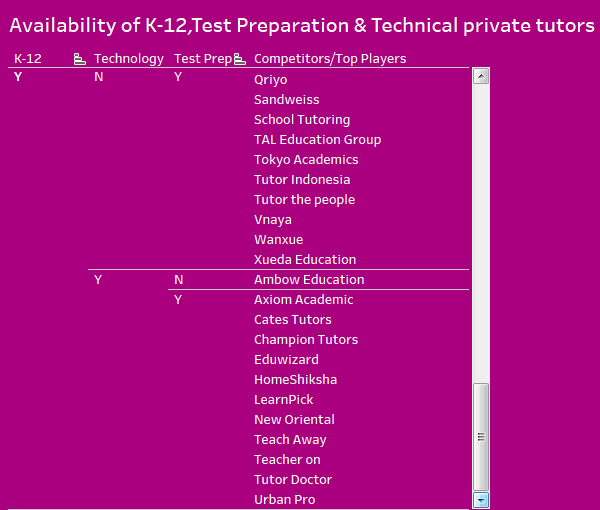 Availability of K-12,Test Preparation & Technical private tutors
K-12 Technology Test Prep Competitors/Top Players
Y N Y Qriyo
Sandweiss
School Tutoring
TAL Education Group
Tokyo Academics
Tutor Indonesia
Tutor the people
Vnaya
Wanxue
Xueda Education
Y N Ambow Education
Y Axiom Academic
Cates Tutors
Champion Tutors
Eduwizard
HomeShiksha
LearnPick
New Oriental
Teach Away
Teacher on
Tutor Doctor
Urban Pro